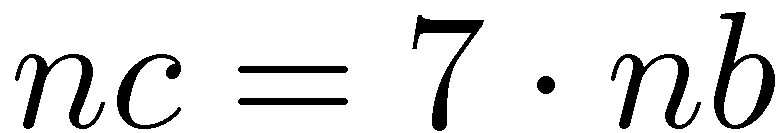 nc = 7 · nb